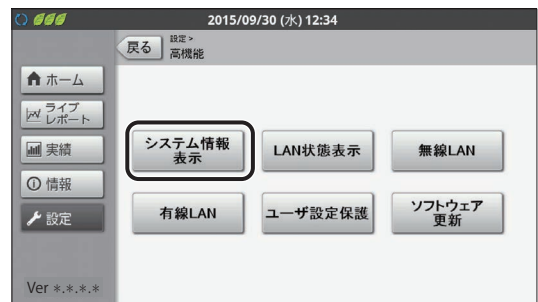 2015/09/30 (水) 12:34
戻る
設定 >
高機能
ホーム
ライブ
レポート
実績
情報
設定
システム情報
表示
LAN状態表示
無線LAN
有線LAN
ユーザ設定保護
ソフトウェア
更新
Ver *.*.*.*